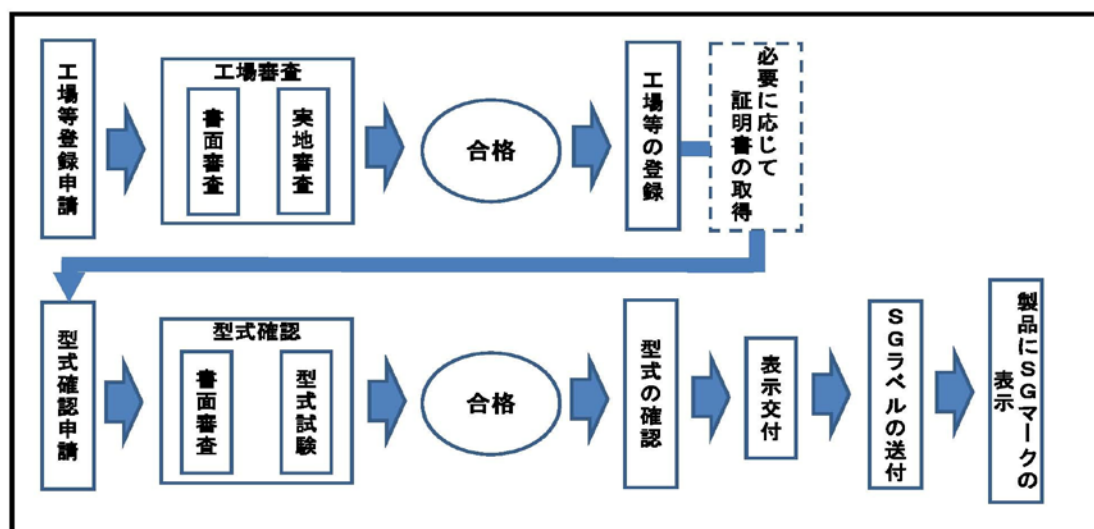 工場等登録申請
工場審査
書面審査
実地審査
合格
工場等の登録
必要に応じて
証明書の取得
型式確認申請
型式確認
書面審査
型式試験
合格
型式の確認
表示交付
SGラベルの送付
製品にSGマークの
表示